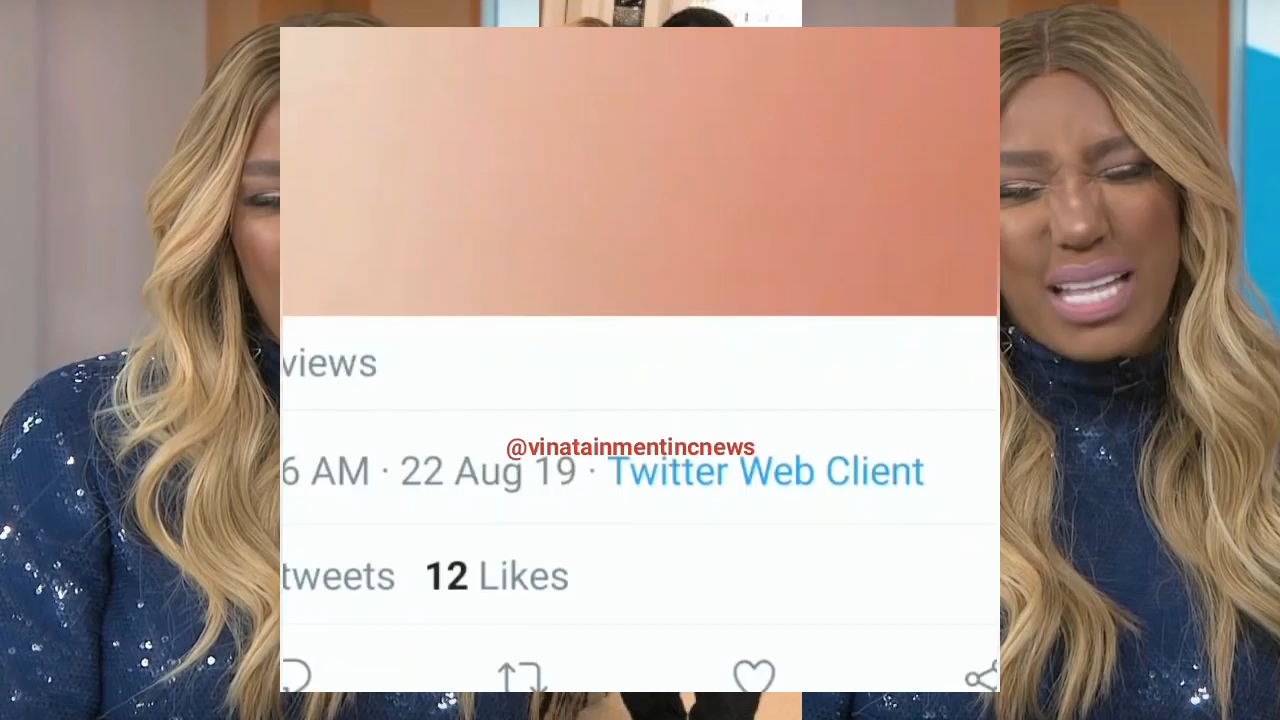 views
@vinatainmentincnews
6 AM · 22 Aug 19 · Twitter Web Client
tweets 12 Likes